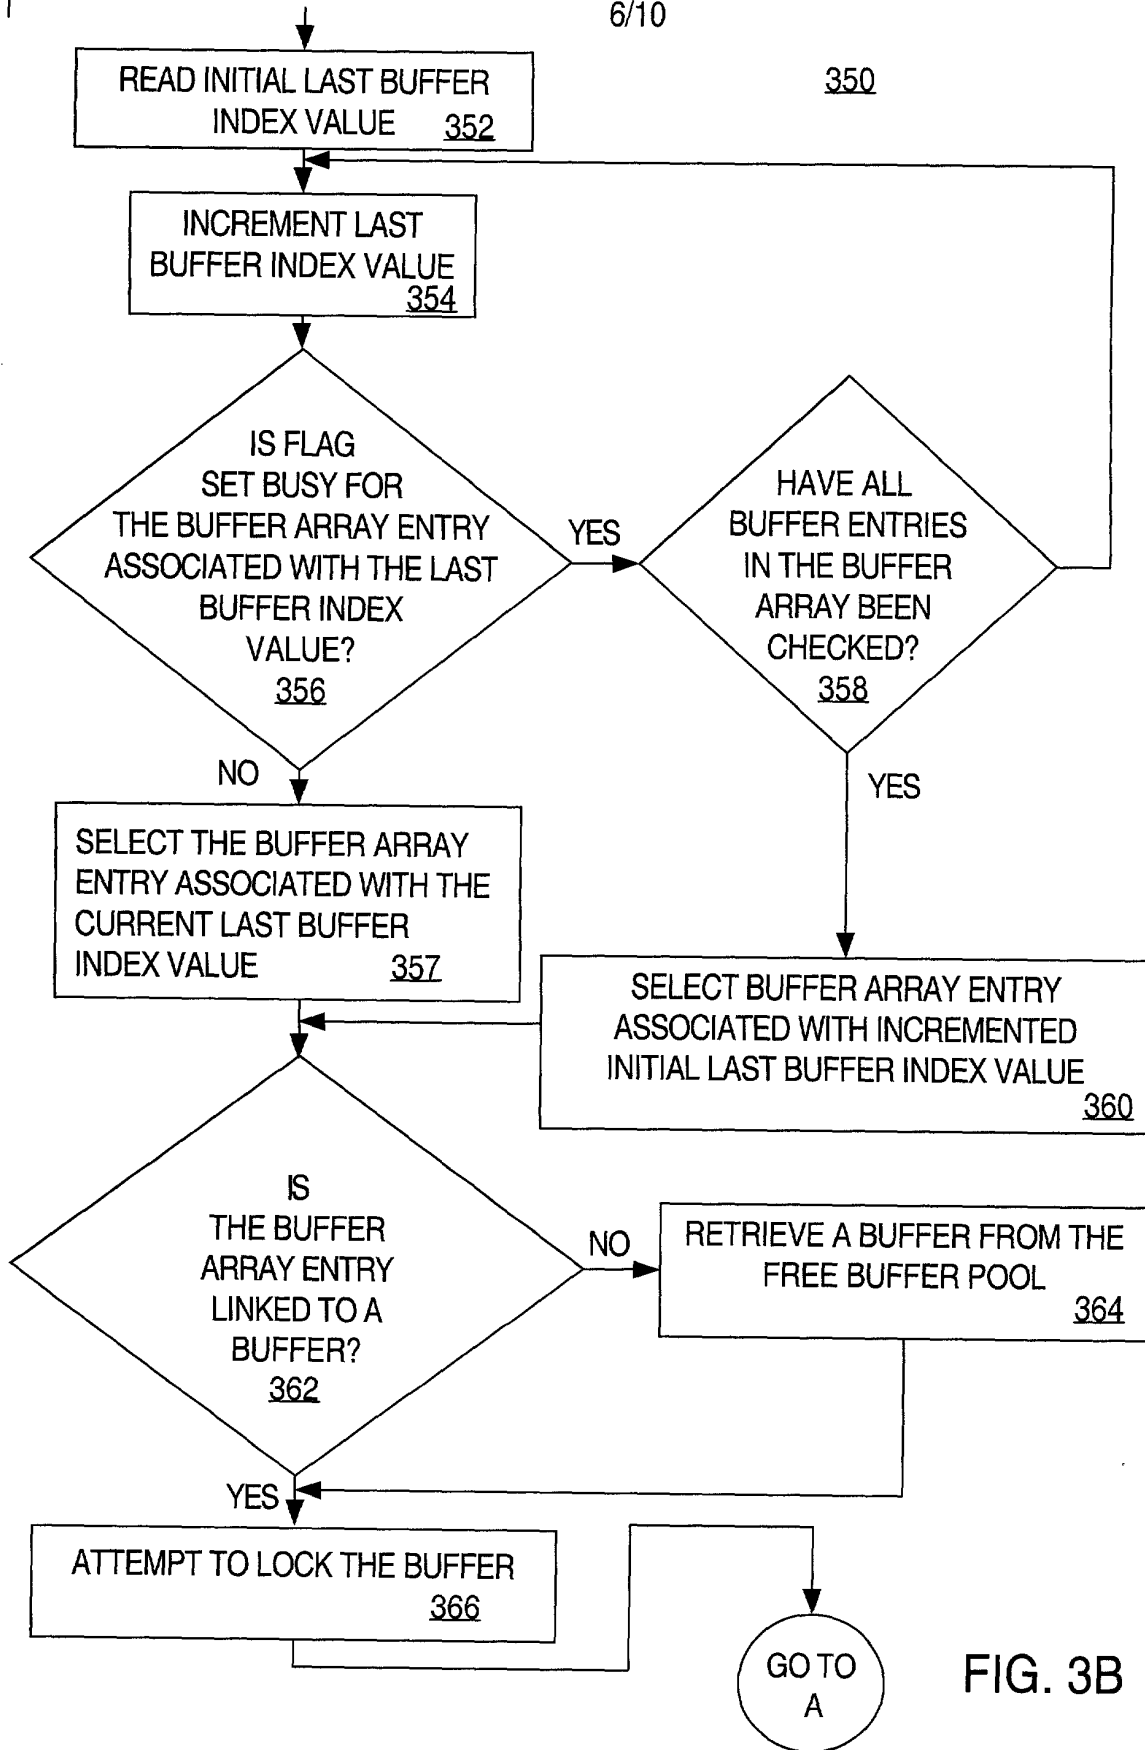 6/10
350
READ INITIAL LAST BUFFER
INDEX VALUE 352
INCREMENT LAST
BUFFER INDEX VALUE
354
IS FLAG
SET BUSY FOR
THE BUFFER ARRAY ENTRY
ASSOCIATED WITH THE LAST
BUFFER INDEX
VALUE?
356
YES
HAVE ALL
BUFFER ENTRIES
IN THE BUFFER
ARRAY BEEN
CHECKED?
358
NO
YES
SELECT THE BUFFER ARRAY
ENTRY ASSOCIATED WITH THE
CURRENT LAST BUFFER
INDEX VALUE 357
SELECT BUFFER ARRAY ENTRY
ASSOCIATED WITH INCREMENTED
INITIAL LAST BUFFER INDEX VALUE
360
IS
THE BUFFER
ARRAY ENTRY
LINKED TO A
BUFFER?
362
NO
RETRIEVE A BUFFER FROM THE
FREE BUFFER POOL
364
YES
ATTEMPT TO LOCK THE BUFFER
366
GO TO
A
FIG. 3B